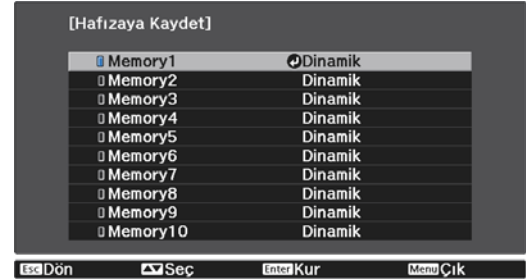 [Hafızaya Kaydet]
Memory1 Dinamik
Memory2 Dinamik
Memory3 Dinamik
Memory4 Dinamik
Memory5 Dinamik
Memory6 Dinamik
Memory7 Dinamik
Memory8 Dinamik
Memory9 Dinamik
Memory10 Dinamik
Esc Dön Seç Enter Kur Menu Çık